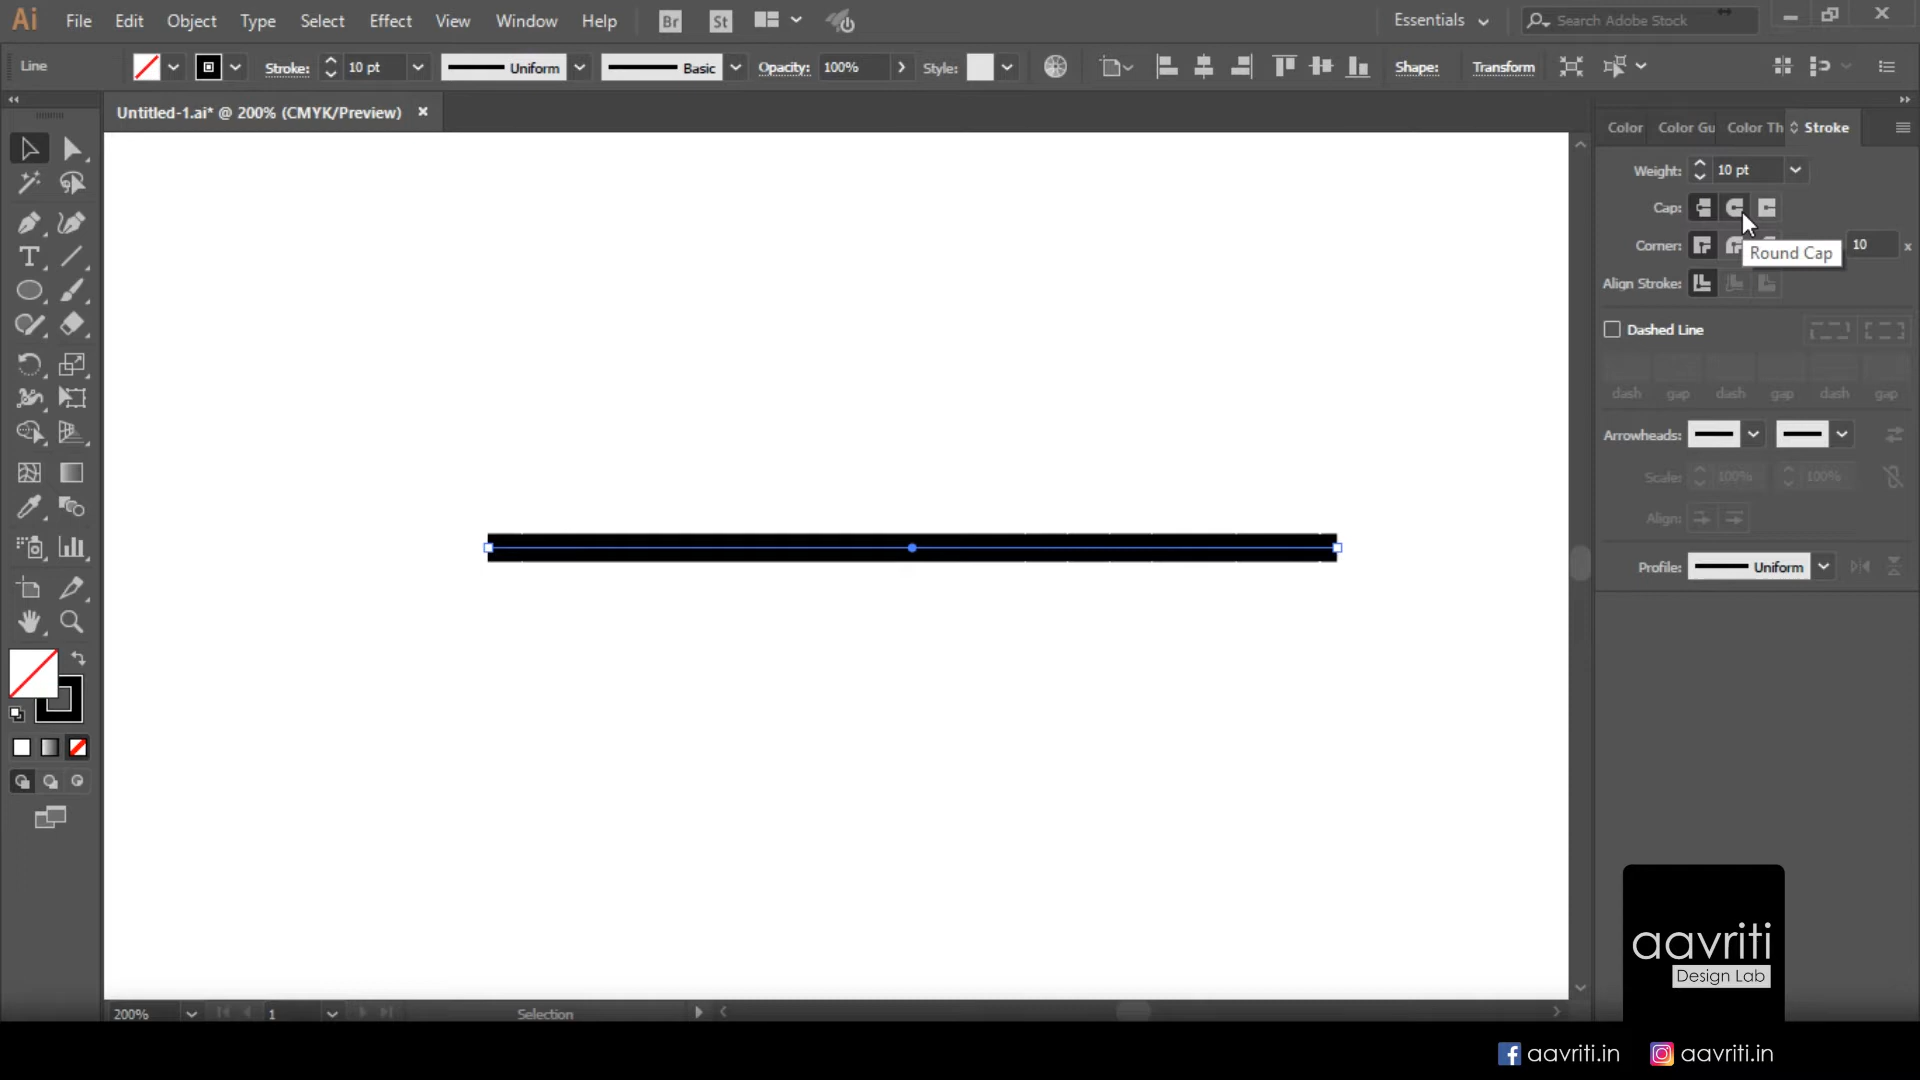 Ai File Edit Object Type Select Effect View Window Help Br St Essentials Search Adobe Stock
Line Stroke: 10 pt Uniform Basic Opacity: 100% Style: Shape: Transform
Untitled-1.ai* @ 200% (CMYK/Preview)
Color Color Gu Color Th Stroke
Weight: 10 pt
Cap:
Corner: 10 x
Round Cap
Align Stroke:
Dashed Line
dash gap dash gap dash gap
Arrowheads:
Scale: 100% 100%
Align:
Profile: Uniform
aavriti
Design Lab
200% 1 Selection
aavriti.in aavriti.in